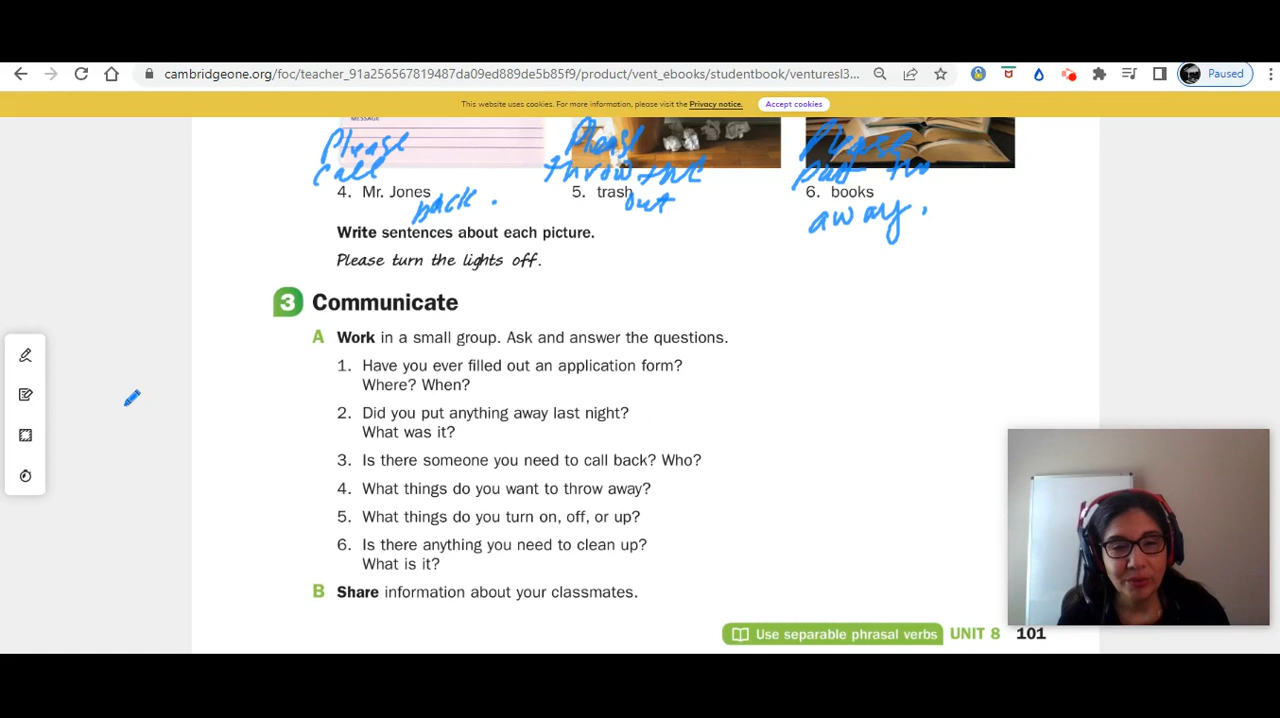 cambridgeone.org/foc/teacher_91a256567819487da09ed889de5b85f9/product/vent_ebooks/studentbook/venturesl3...
Paused
This website uses cookies. For more information, please visit the Privacy notice.
Accept cookies
MESSAGE
Please
call
back.
4. Mr. Jones
Please
throw the
out
5. trash
Please
put the
away.
6. books
Write sentences about each picture.
Please turn the lights off.
3 Communicate
A Work in a small group. Ask and answer the questions.
1. Have you ever filled out an application form?
Where? When?
2. Did you put anything away last night?
What was it?
3. Is there someone you need to call back? Who?
4. What things do you want to throw away?
5. What things do you turn on, off, or up?
6. Is there anything you need to clean up?
What is it?
B Share information about your classmates.
Use separable phrasal verbs UNIT 8 101